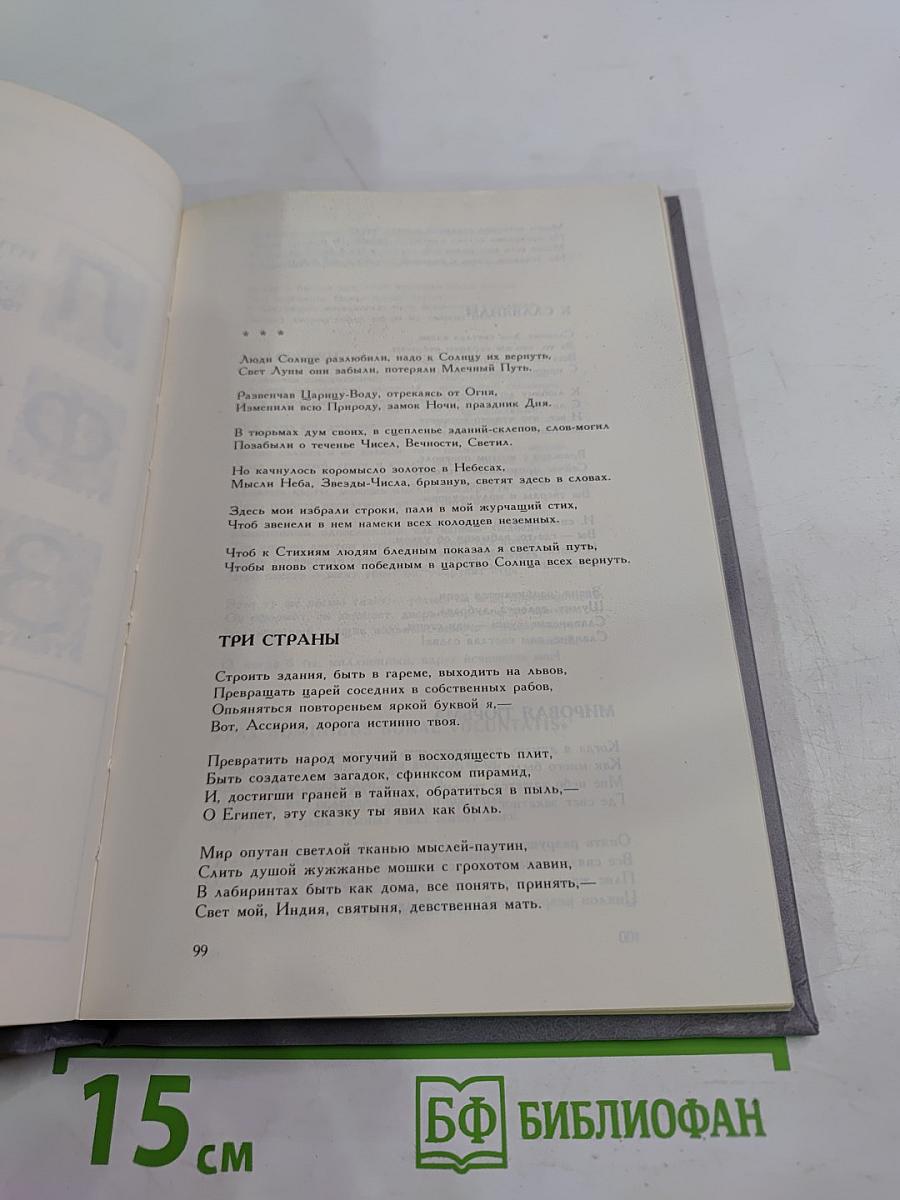 * * *
Люди Солнце разлюбили, надо к Солнцу их вернуть,
Свет Луны они забыли, потеряли Млечный Путь.
Развенчав Царицу-Воду, отрекаясь от Огня,
Изменили всю Природу, замок Ночи, праздник Дня.
В тюрьмах дум своих, в сцепленье зданий-склепов, слов-могил
Позабыли о теченье Чисел, Вечности, Светил.
Но качнулось коромысло золотое в Небесах,
Мысли Неба, Звезды-Числа, брызнув, светят здесь в словах.
Здесь мои избрали строки, пали в мой журчащий стих,
Чтоб звенели в нем намеки всех колодцев неземных.
Чтоб к Стихиям людям бледным показал я светлый путь,
Чтобы вновь стихом победным в царство Солнца всех вернуть.
ТРИ СТРАНЫ
Строить здания, быть в гареме, выходить на львов,
Превращать царей соседних в собственных рабов,
Опьяняться повтореньем яркой буквой я,—
Вот, Ассирия, дорога истинно твоя.
Превратить народ могучий в восходящесть плит,
Быть создателем загадок, сфинксом пирамид,
И, достигши граней в тайнах, обратиться в пыль,—
О Египет, эту сказку ты явил как быль.
Мир опутан светлой тканью мыслей-паутин,
Слить душой жужжанье мошки с грохотом лавин,
В лабиринтах быть как дома, все понять, принять,—
Свет мой, Индия, святыня, девственная мать.
99
15 см
БФ БИБЛИОФАН